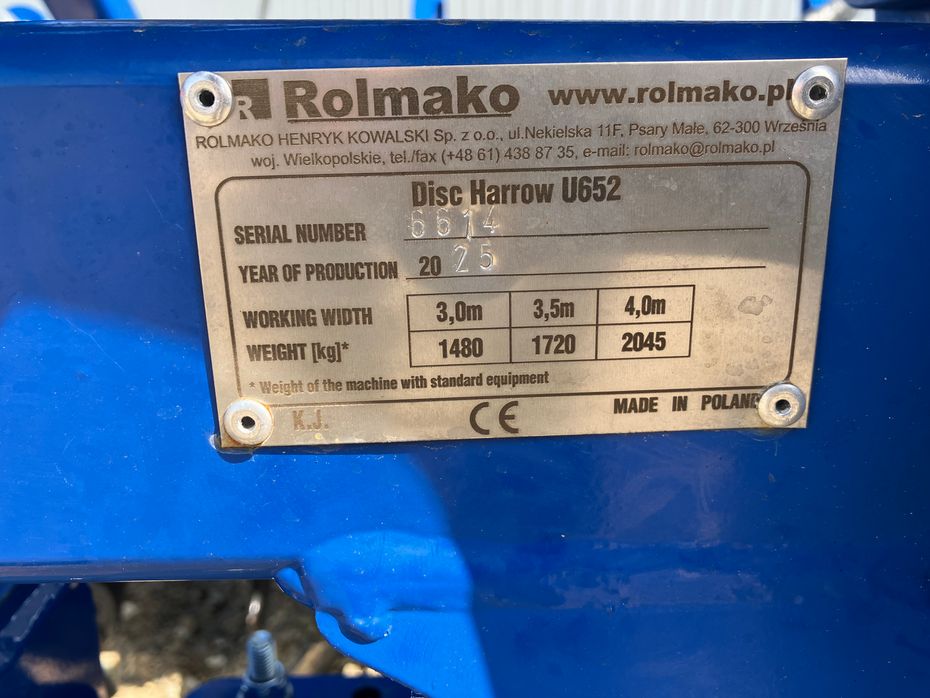 R Rolmako www.rolmako.pl
ROLMAKO HENRYK KOWALSKI Sp. z o.o., ul.Nekielska 11F, Psary Małe, 62-300 Września
woj. Wielkopolskie, tel./fax (+48 61) 438 87 35, e-mail: rolmako@rolmako.pl
Disc Harrow U652
SERIAL NUMBER 6614
YEAR OF PRODUCTION 20 25
WORKING WIDTH 3,0m 3,5m 4,0m
WEIGHT [kg]* 1480 1720 2045
* Weight of the machine with standard equipment
K.J. CE MADE IN POLAND